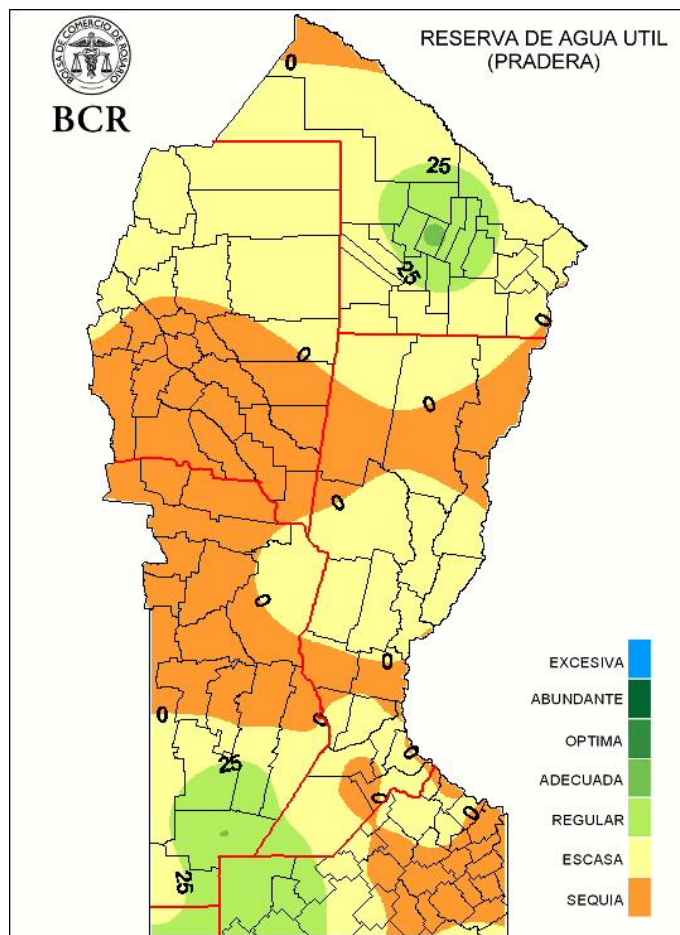 BOLSA DE COMERCIO DE ROSARIO
BCR
RESERVA DE AGUA UTIL
(PRADERA)
0
25
25
0
0
0
0
0
0
0
0
0
25
0
0
25
EXCESIVA
ABUNDANTE
OPTIMA
ADECUADA
REGULAR
ESCASA
SEQUIA